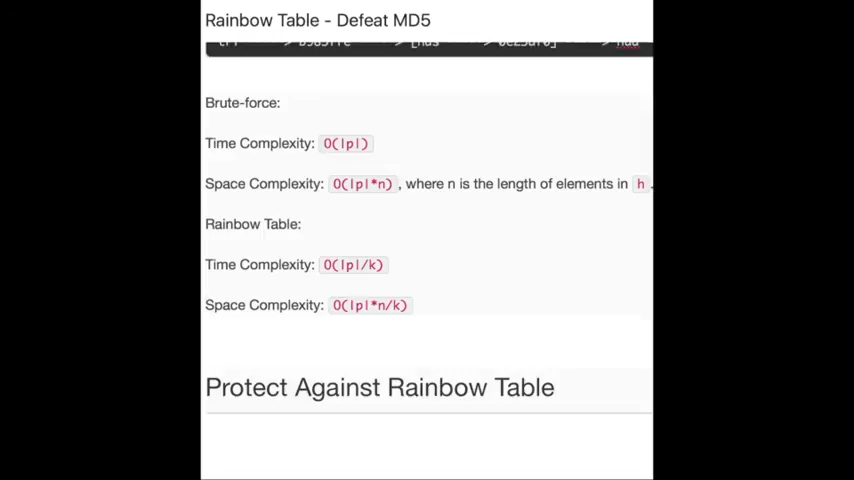 Rainbow Table - Defeat MD5
Brute-force:
Time Complexity: O(|p|)
Space Complexity: O(|p|*n), where n is the length of elements in h.
Rainbow Table:
Time Complexity: O(|p|/k)
Space Complexity: O(|p|*n/k)
Protect Against Rainbow Table